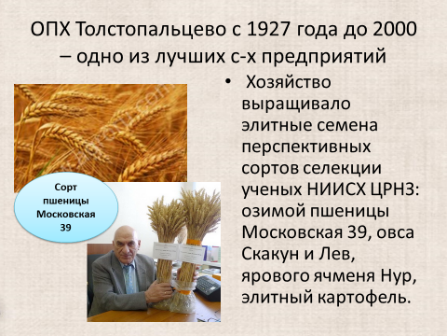 ОПХ Толстопальцево с 1927 года до 2000
– одно из лучших с-х предприятий
• Хозяйство
выращивало
элитные семена
перспективных
сортов селекции
ученых НИИСХ ЦРНЗ:
озимой пшеницы
Московская 39, овса
Скакун и Лев,
ярового ячменя Нур,
элитный картофель.
Сорт
пшеницы
Московская
39